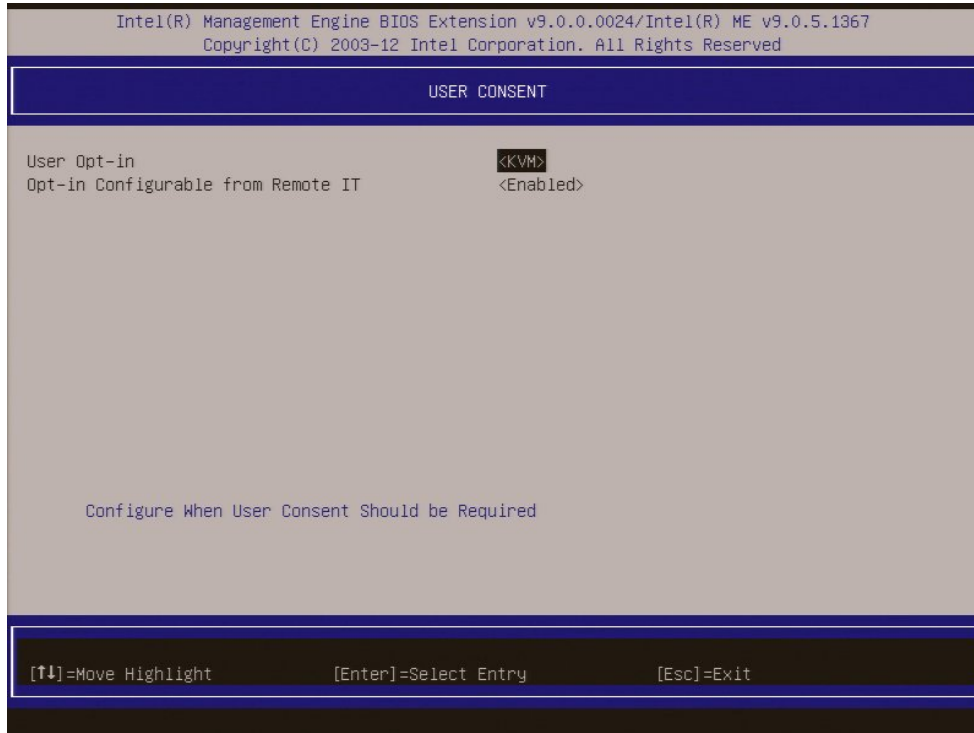 Intel(R) Management Engine BIOS Extension v9.0.0.0024/Intel(R) ME v9.0.5.1367
Copyright(C) 2003-12 Intel Corporation. All Rights Reserved
USER CONSENT
User Opt-in <KVM>
Opt-in Configurable from Remote IT <Enabled>
Configure When User Consent Should be Required
[↑↓]=Move Highlight [Enter]=Select Entry [Esc]=Exit